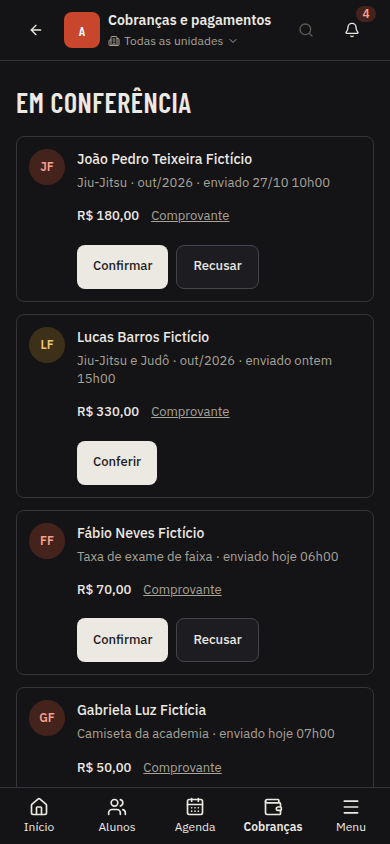 A
Cobranças e pagamentos
Todas as unidades
4
EM CONFERÊNCIA
JF
João Pedro Teixeira Fictício
Jiu-Jitsu · out/2026 · enviado 27/10 10h00
R$ 180,00 Comprovante
Confirmar Recusar
LF
Lucas Barros Fictício
Jiu-Jitsu e Judô · out/2026 · enviado ontem
15h00
R$ 330,00 Comprovante
Conferir
FF
Fábio Neves Fictício
Taxa de exame de faixa · enviado hoje 06h00
R$ 70,00 Comprovante
Confirmar Recusar
GF
Gabriela Luz Fictícia
Camiseta da academia · enviado hoje 07h00
R$ 50,00 Comprovante
Início Alunos Agenda Cobranças Menu